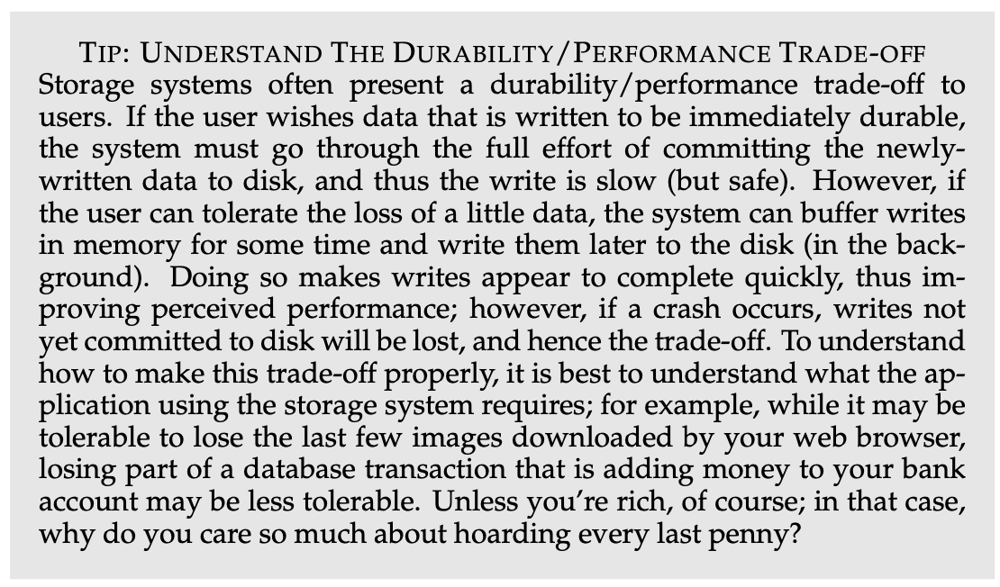 TIP: UNDERSTAND THE DURABILITY/PERFORMANCE TRADE-OFF
Storage systems often present a durability/performance trade-off to
users. If the user wishes data that is written to be immediately durable,
the system must go through the full effort of committing the newly-
written data to disk, and thus the write is slow (but safe). However, if
the user can tolerate the loss of a little data, the system can buffer writes
in memory for some time and write them later to the disk (in the back-
ground). Doing so makes writes appear to complete quickly, thus im-
proving perceived performance; however, if a crash occurs, writes not
yet committed to disk will be lost, and hence the trade-off. To understand
how to make this trade-off properly, it is best to understand what the ap-
plication using the storage system requires; for example, while it may be
tolerable to lose the last few images downloaded by your web browser,
losing part of a database transaction that is adding money to your bank
account may be less tolerable. Unless you're rich, of course; in that case,
why do you care so much about hoarding every last penny?